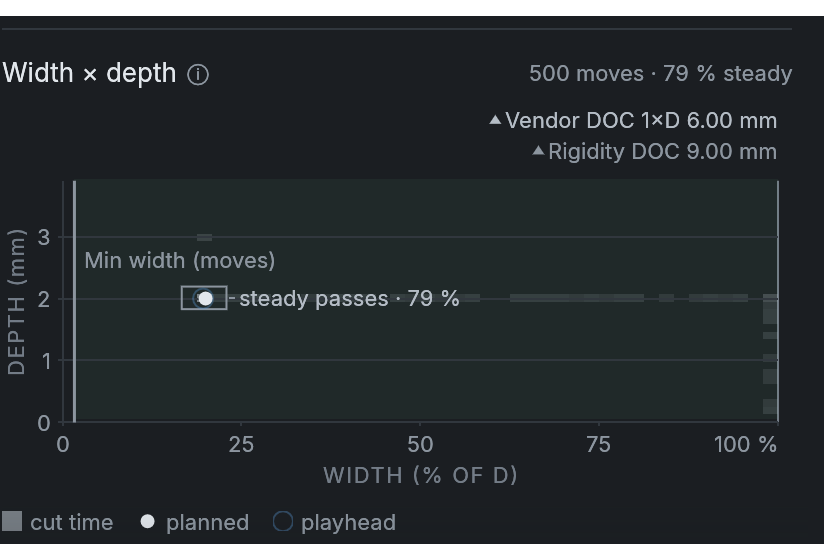 Width × depth ⓘ 500 moves · 79 % steady
▲Vendor DOC 1×D 6.00 mm
▲Rigidity DOC 9.00 mm
DEPTH (mm)
3
Min width (moves)
2
steady passes · 79 %
1
0
0 25 50 75 100 %
WIDTH (% OF D)
cut time planned playhead